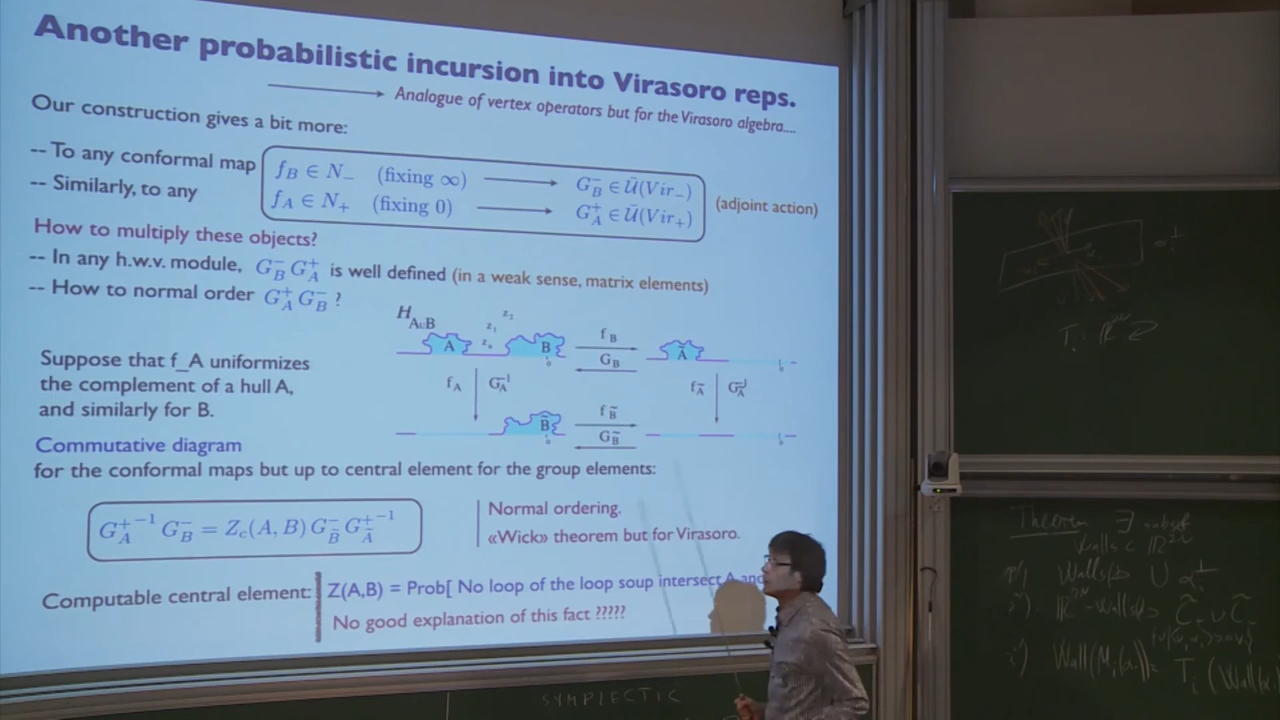 Another probabilistic incursion into Virasoro reps.
Analogue of vertex operators but for the Virasoro algebra....
Our construction gives a bit more:
-- To any conformal map
-- Similarly, to any
f_B ∈ N_- (fixing ∞) ⟶ G_B^- ∈ Ū(Vir_-)
f_A ∈ N_+ (fixing 0) ⟶ G_A^+ ∈ Ū(Vir_+)
(adjoint action)
How to multiply these objects?
-- In any h.w.v. module, G_B^- G_A^+ is well defined (in a weak sense, matrix elements)
-- How to normal order G_A^+ G_B^- ?
Suppose that f_A uniformizes
the complement of a hull A,
and similarly for B.
H_{A∪B}
A
B
f_B
G_B
Ã
f_A
G_A^{-1}
f_Ã
G_Ã^{-1}
B̃
f_B̃
G_B̃
Commutative diagram
for the conformal maps but up to central element for the group elements:
G_A^{+ -1} G_B^- = Z_c(A, B) G_B̃^- G_Ã^{+ -1}
Normal ordering.
«Wick» theorem but for Virasoro.
Computable central element:
Z(A,B) = Prob[ No loop of the loop soup intersect A and
No good explanation of this fact ?????
SYMPLECTIC
Theorem ∃